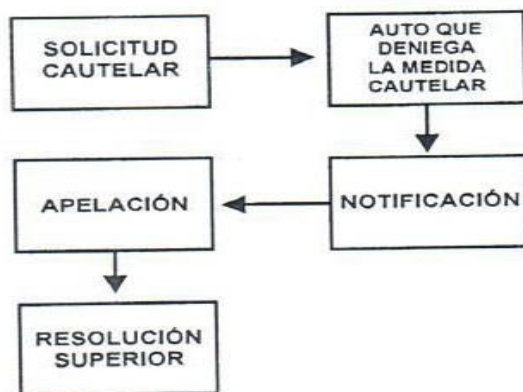 SOLICITUD
CAUTELAR
AUTO QUE
DENIEGA
LA MEDIDA
CAUTELAR
NOTIFICACIÓN
APELACIÓN
RESOLUCIÓN
SUPERIOR